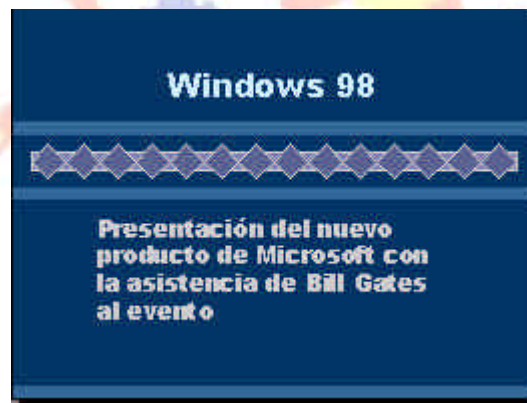 Windows 98
Presentación del nuevo
producto de Microsoft con
la asistencia de Bill Gates
al evento